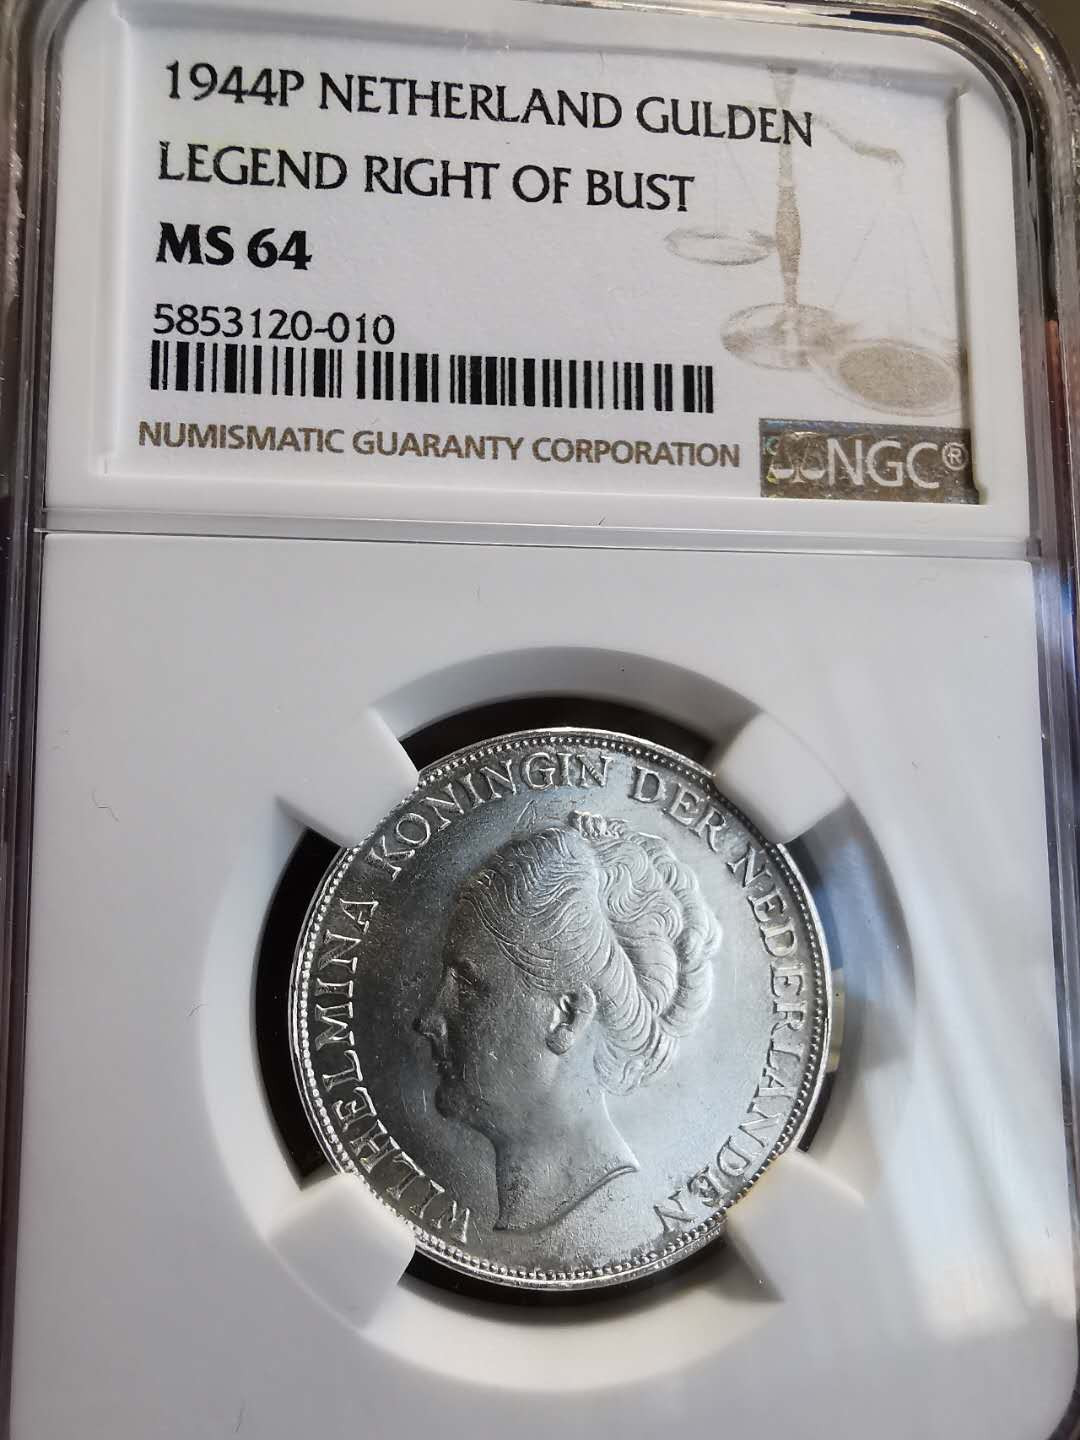 1944P NETHERLAND GULDEN
LEGEND RIGHT OF BUST
MS 64
5853120-010
NUMISMATIC GUARANTY CORPORATION
NGC®
WILHELMINA KONINGIN DER NEDERLANDEN